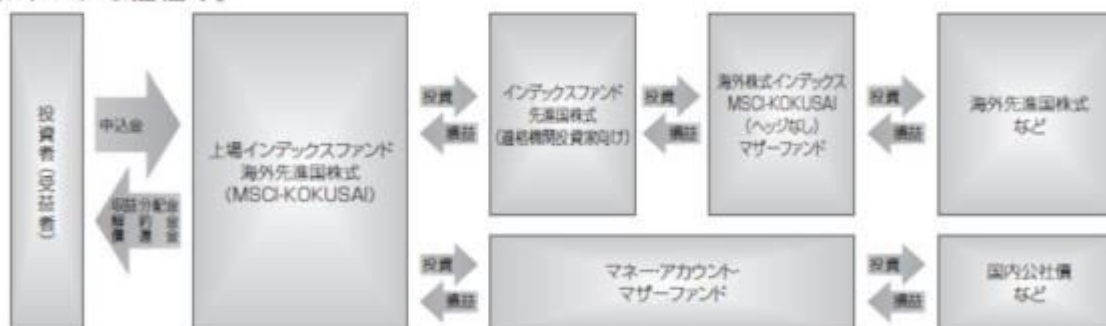 投資者（受益者）
申込金
収益分配金
解約金
償還金
上場インデックスファンド
海外先進国株式
（MSCI-KOKUSAI）
投資
損益
インデックスファンド
先進国株式
（適格機関投資家向け）
投資
損益
海外株式インデックス
MSCI-KOKUSAI
（ヘッジなし）
マザーファンド
投資
損益
海外先進国株式
など
投資
損益
マネー・アカウント・
マザーファンド
投資
損益
国内公社債
など